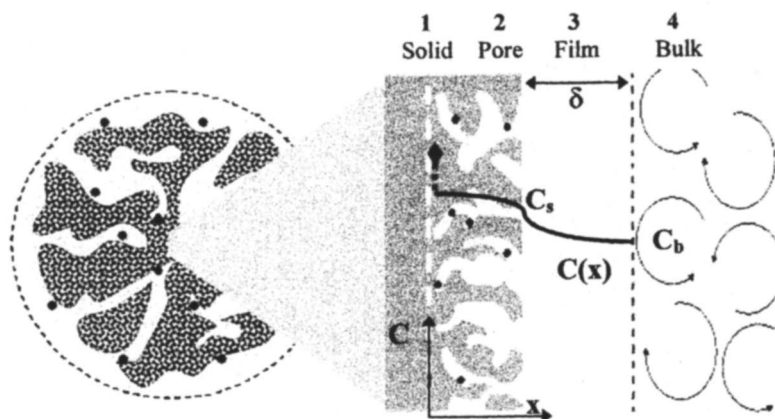 1 2 3 4
Solid Pore Film Bulk
δ
Cs
Cb
C(x)
C
x